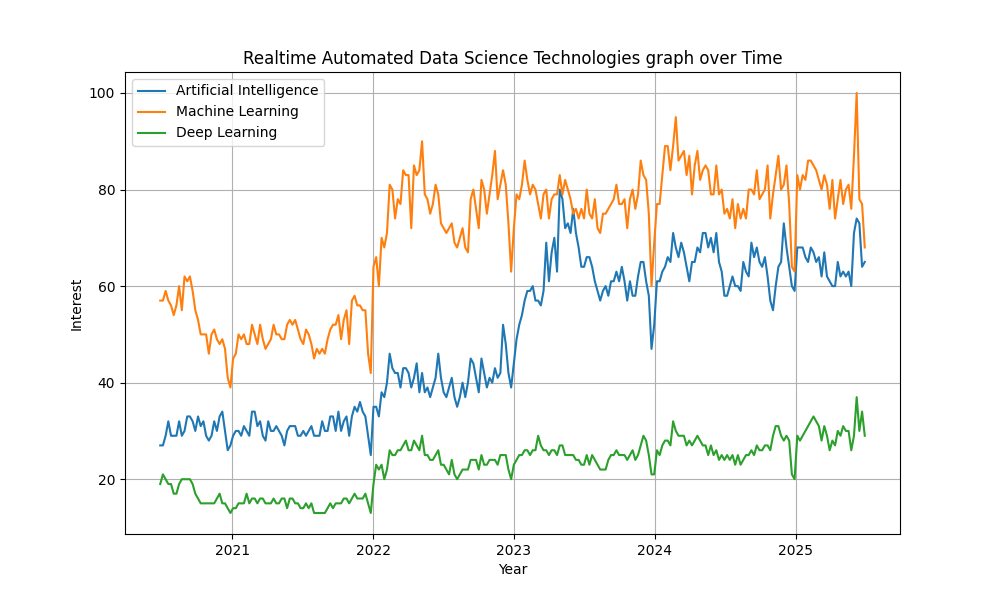 Realtime Automated Data Science Technologies graph over Time
Artificial Intelligence
Machine Learning
Deep Learning
100
80
60
40
20
Interest
2021 2022 2023 2024 2025
Year